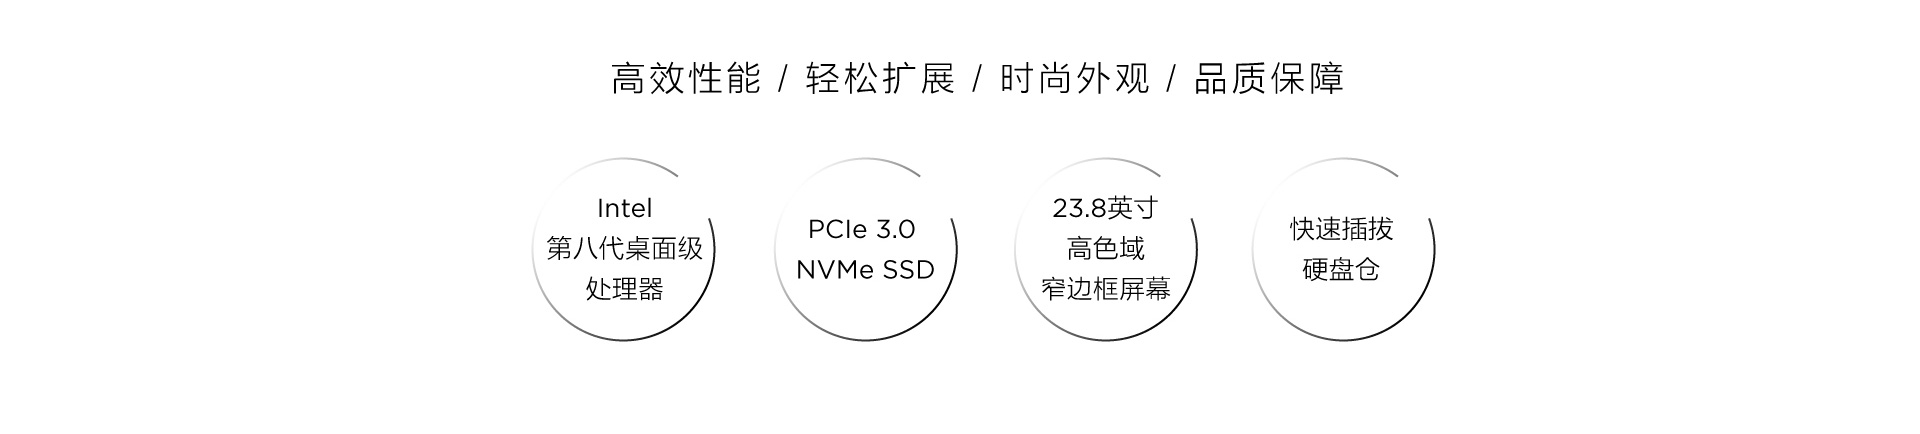 高效性能 / 轻松扩展 / 时尚外观 / 品质保障
Intel
第八代桌面级
处理器
PCIe 3.0
NVMe SSD
23.8英寸
高色域
窄边框屏幕
快速插拔
硬盘仓